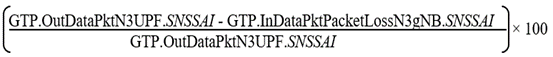 (GTP.OutDataPktN3UPF.SNSSAI - GTP.InDataPktPacketLossN3gNB.SNSSAI
GTP.OutDataPktN3UPF.SNSSAI) × 100